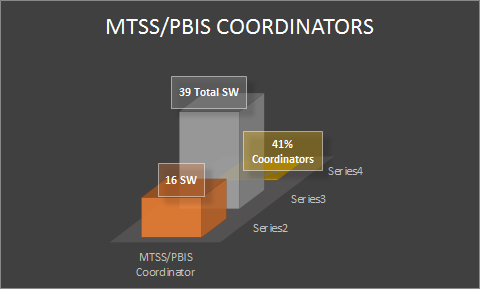 MTSS/PBIS COORDINATORS
39 Total SW
41%
Coordinators
16 SW
Series4
Series3
Series2
MTSS/PBIS
Coordinator